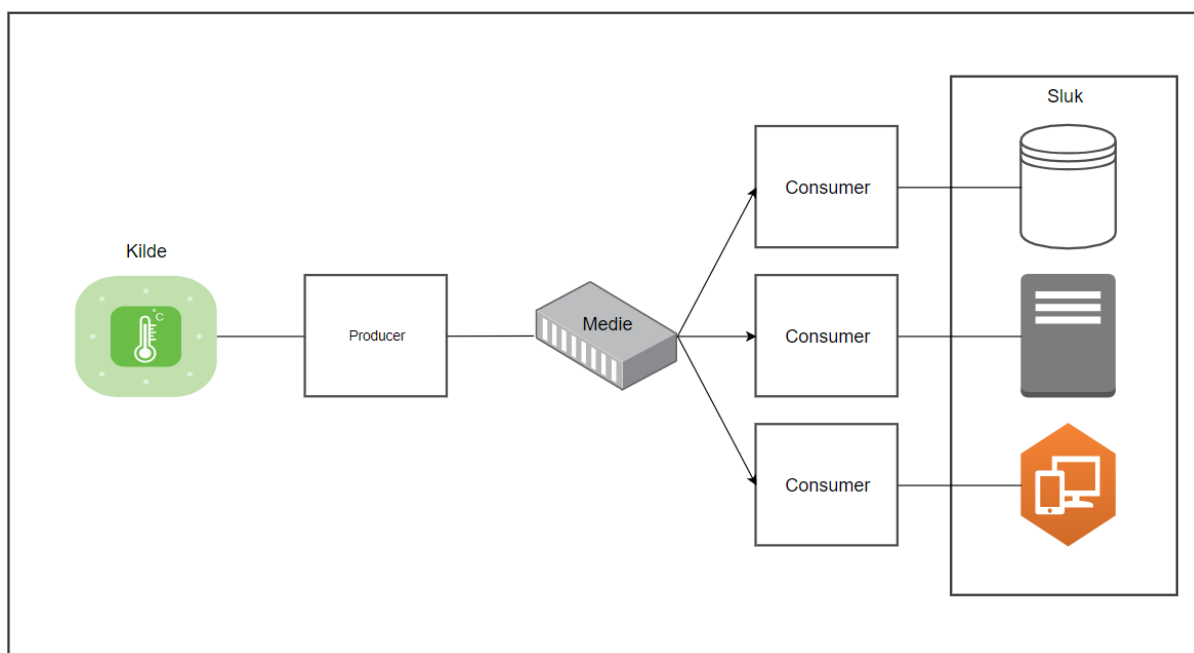 Kilde
°C
Producer
Medie
Consumer
Consumer
Consumer
Sluk